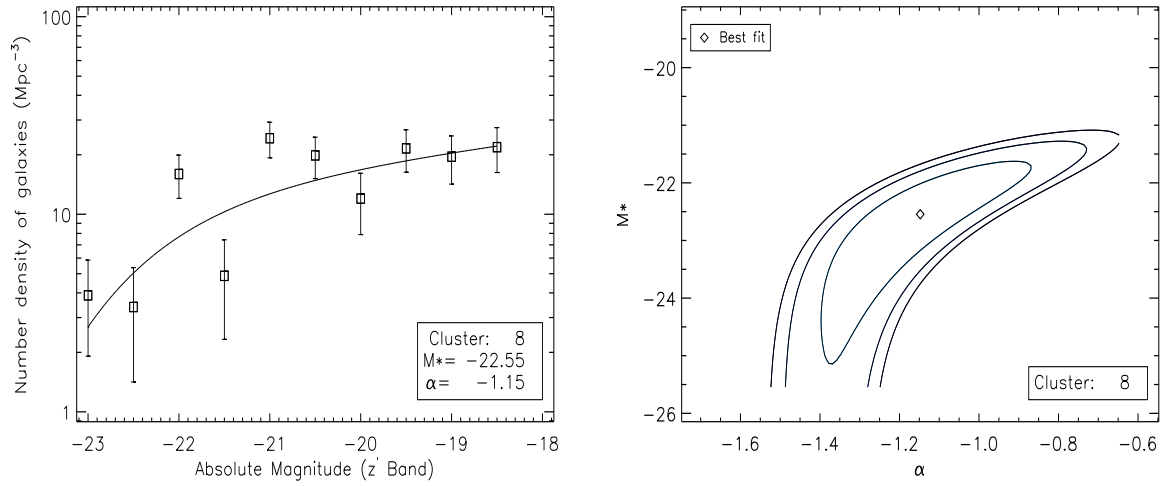 100
10
1
Number density of galaxies (Mpc⁻³)
Cluster: 8
M*= −22.55
α= −1.15
−23 −22 −21 −20 −19 −18
Absolute Magnitude (z' Band)
Best fit
−20
−22
−24
−26
M*
Cluster: 8
−1.6 −1.4 −1.2 −1.0 −0.8 −0.6
α